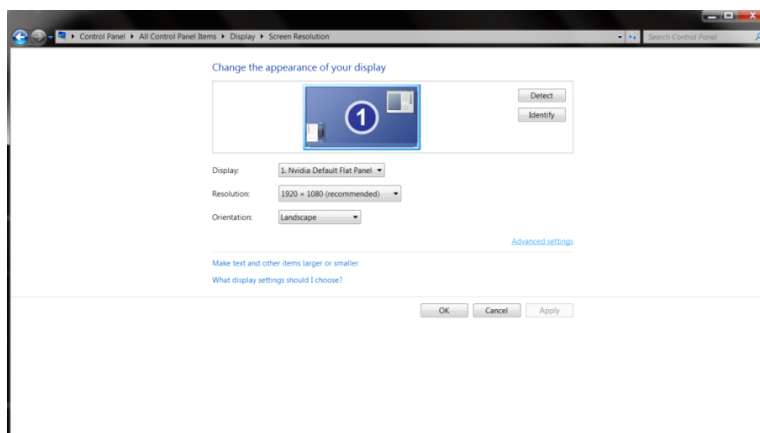 Control Panel ▸ All Control Panel Items ▸ Display ▸ Screen Resolution
Search Control Panel
Change the appearance of your display
1
Detect
Identify
Display: 1. Nvidia Default Flat Panel
Resolution: 1920 × 1080 (recommended)
Orientation: Landscape
Advanced settings
Make text and other items larger or smaller
What display settings should I choose?
OK Cancel Apply